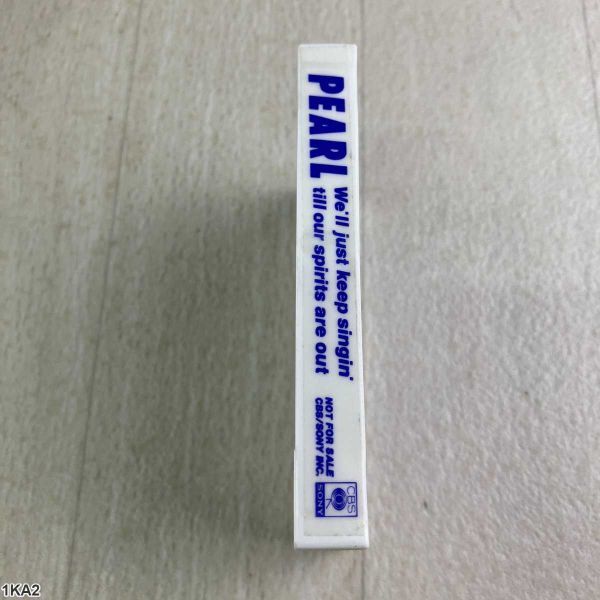 PEARL
We'll just keep singin'
till our spirits are out
NOT FOR SALE
CBS/SONY INC.
CBS
SONY
1KA2